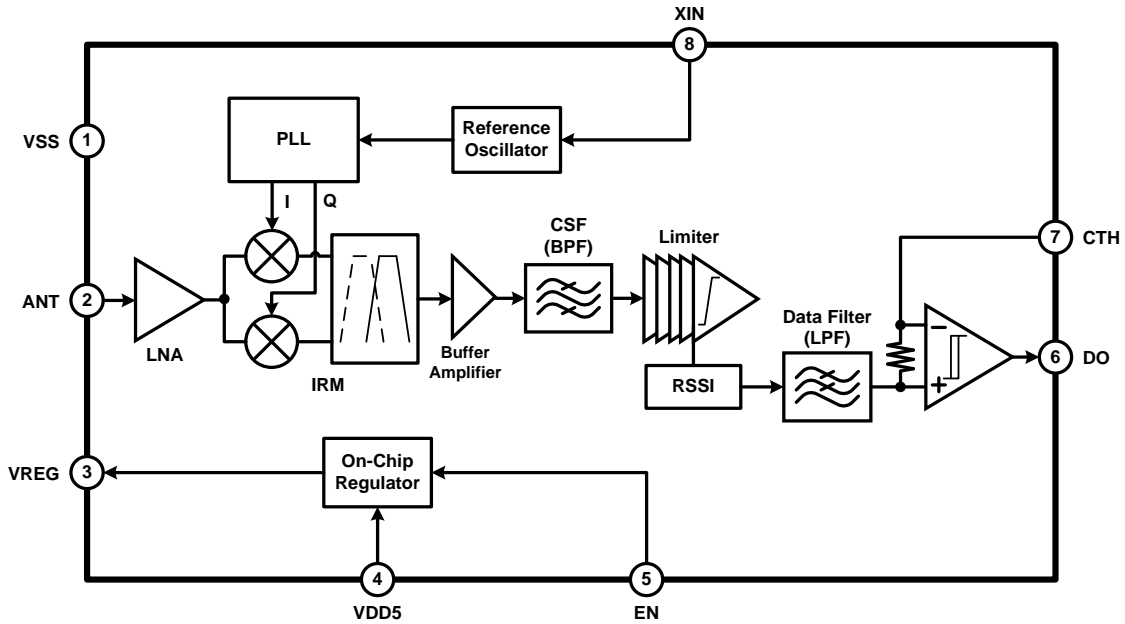 XIN
8
PLL
Reference
Oscillator
VSS
1
I
Q
CSF
(BPF)
Limiter
7
CTH
ANT
2
LNA
Data Filter
(LPF)
−
Buffer
Amplifier
6
DO
IRM
RSSI
+
VREG
3
On-Chip
Regulator
4
5
VDD5
EN